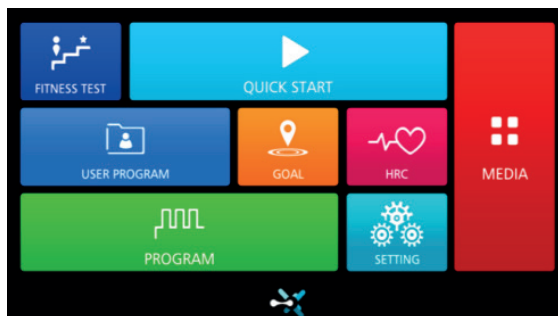 FITNESS TEST
QUICK START
USER PROGRAM
GOAL
HRC
MEDIA
PROGRAM
SETTING